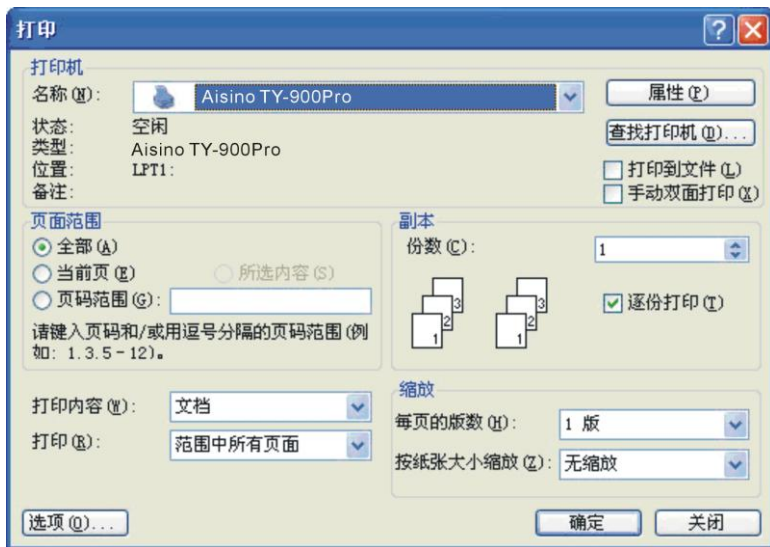 打印
打印机
名称(N): Aisino TY-900Pro 属性(P)
状态: 空闲 查找打印机(D)...
类型: Aisino TY-900Pro
位置: LPT1: 打印到文件(L)
备注: 手动双面打印(X)
页面范围
全部(A)
当前页(E) 所选内容(S)
页码范围(G):
请键入页码和/或用逗号分隔的页码范围(例
如: 1.3.5-12)。
副本
份数(C): 1
逐份打印(T)
3 3
2 2
1 1
打印内容(W): 文档
打印(R): 范围中所有页面
缩放
每页的版数(H): 1 版
按纸张大小缩放(Z): 无缩放
选项(O)... 确定 关闭